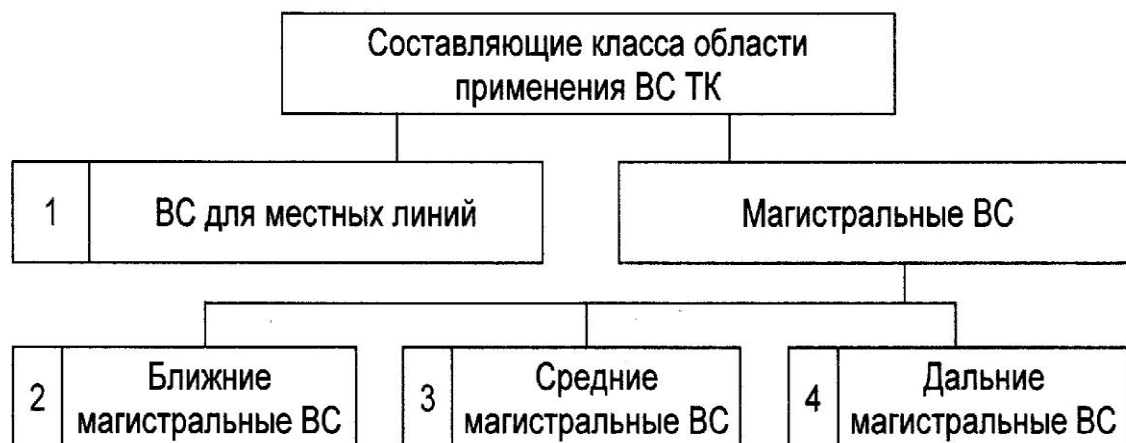 Составляющие класса области
применения ВС ТК
1 ВС для местных линий
Магистральные ВС
2 Ближние
магистральные ВС
3 Средние
магистральные ВС
4 Дальние
магистральные ВС